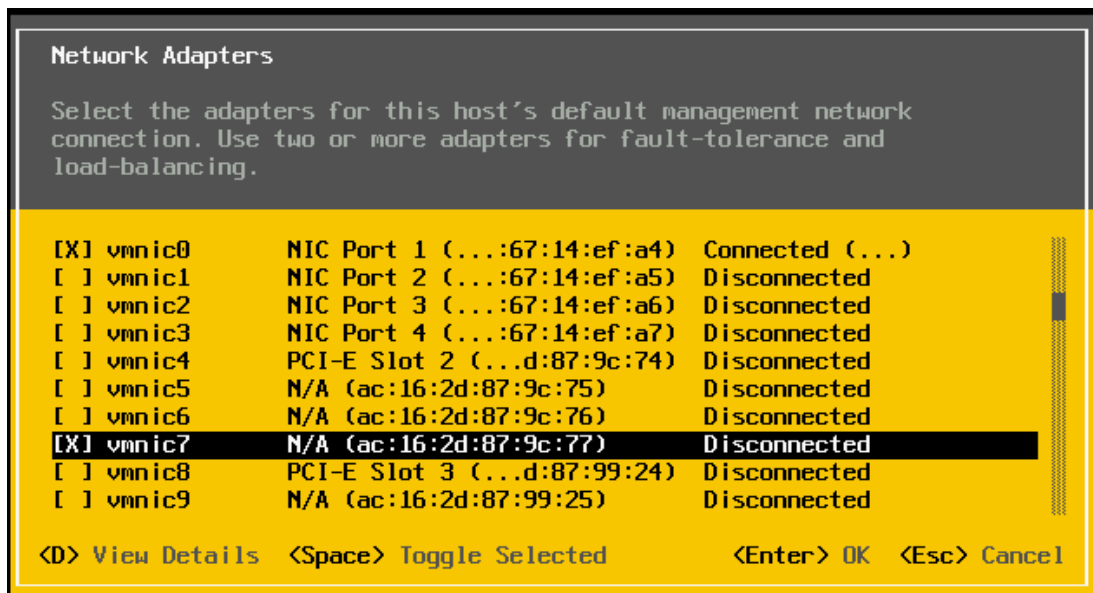 Network Adapters
Select the adapters for this host's default management network
connection. Use two or more adapters for fault-tolerance and
load-balancing.
[X] vmnic0 NIC Port 1 (...:67:14:ef:a4) Connected (...)
[ ] vmnic1 NIC Port 2 (...:67:14:ef:a5) Disconnected
[ ] vmnic2 NIC Port 3 (...:67:14:ef:a6) Disconnected
[ ] vmnic3 NIC Port 4 (...:67:14:ef:a7) Disconnected
[ ] vmnic4 PCI-E Slot 2 (...d:87:9c:74) Disconnected
[ ] vmnic5 N/A (ac:16:2d:87:9c:75) Disconnected
[ ] vmnic6 N/A (ac:16:2d:87:9c:76) Disconnected
[X] vmnic7 N/A (ac:16:2d:87:9c:77) Disconnected
[ ] vmnic8 PCI-E Slot 3 (...d:87:99:24) Disconnected
[ ] vmnic9 N/A (ac:16:2d:87:99:25) Disconnected
<D> View Details <Space> Toggle Selected <Enter> OK <Esc> Cancel